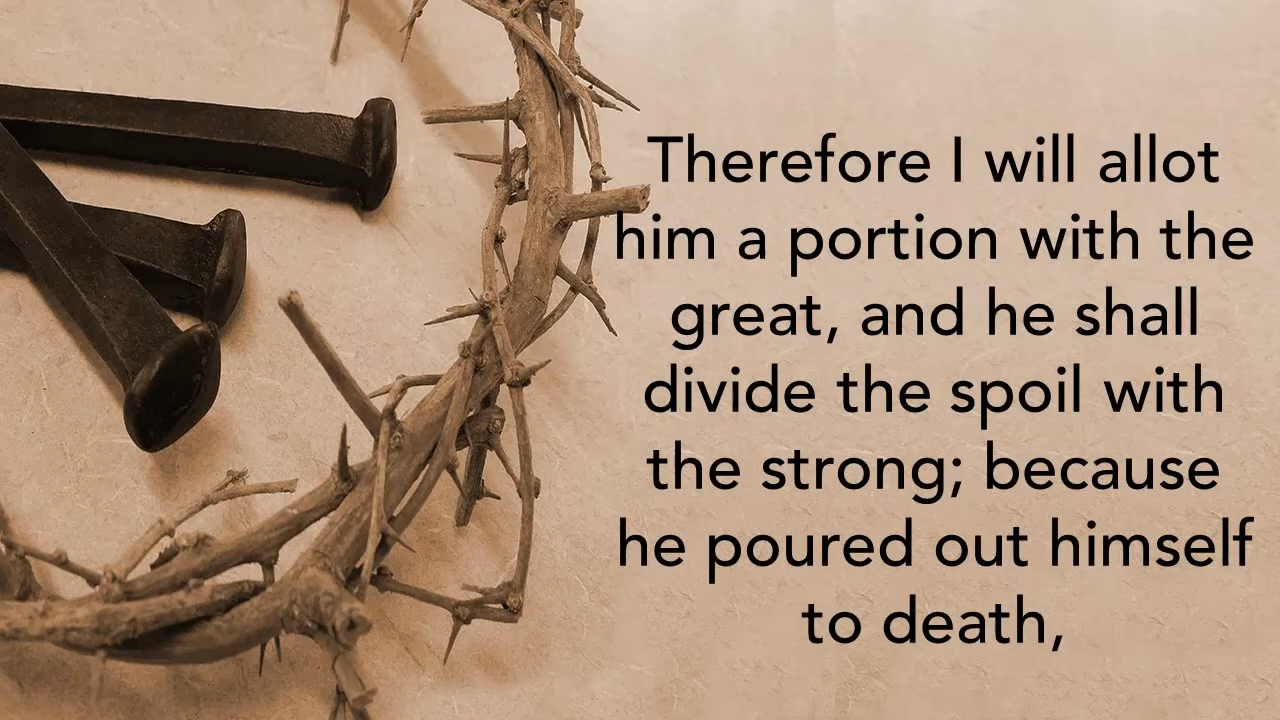 Therefore I will allot
him a portion with the
great, and he shall
divide the spoil with
the strong; because
he poured out himself
to death,